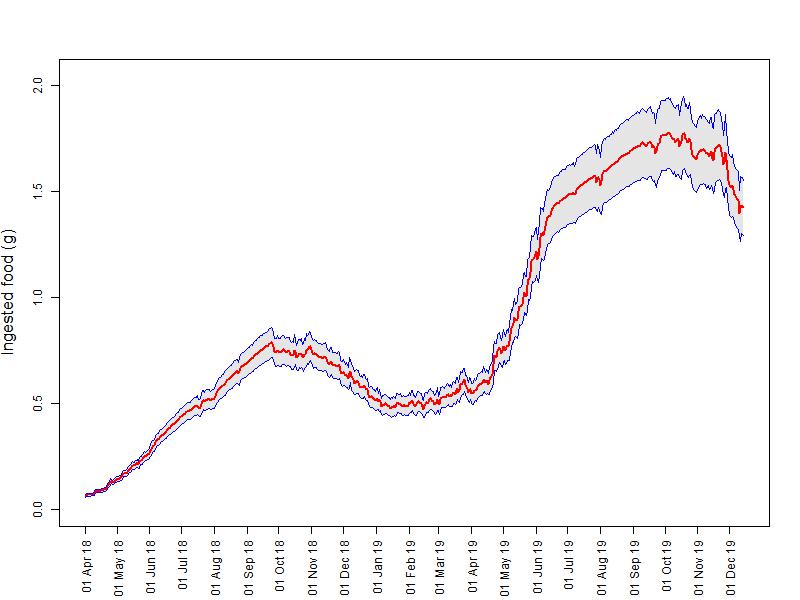 Ingested food (g)
2.0
1.5
1.0
0.5
0.0
01 Apr 18
01 May 18
01 Jun 18
01 Jul 18
01 Aug 18
01 Sep 18
01 Oct 18
01 Nov 18
01 Dec 18
01 Jan 19
01 Feb 19
01 Mar 19
01 Apr 19
01 May 19
01 Jun 19
01 Jul 19
01 Aug 19
01 Sep 19
01 Oct 19
01 Nov 19
01 Dec 19